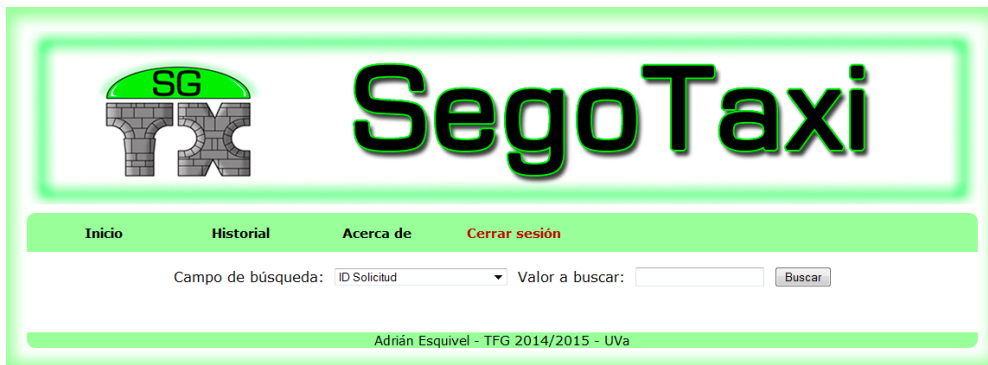 SG
TX
SegoTaxi
Inicio Historial Acerca de Cerrar sesión
Campo de búsqueda: ID Solicitud Valor a buscar: Buscar
Adrián Esquivel - TFG 2014/2015 - UVa